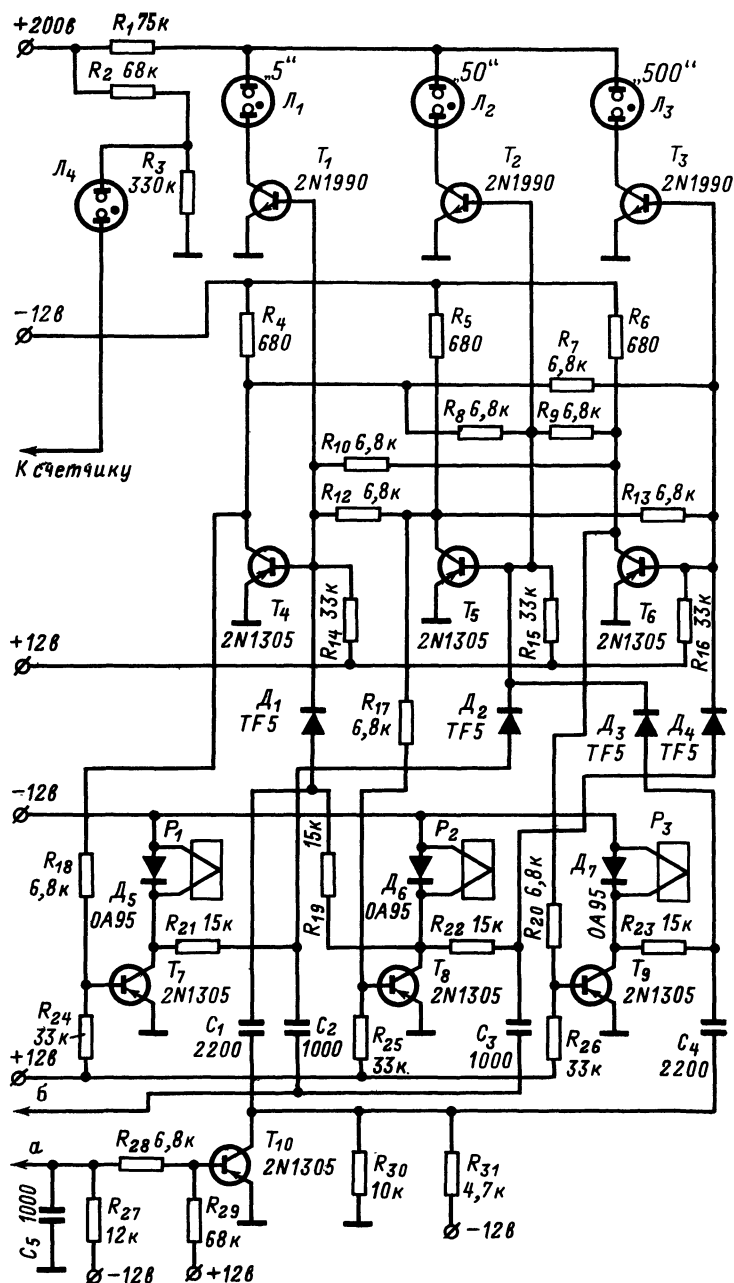 +200в
R1 75к
R2 68к
„5“
„50“
„500“
Л1
Л2
Л3
Л4
R3
330к
T1
2N1990
T2
2N1990
T3
2N1990
-12в
R4
680
R5
680
R6
680
R7
6,8к
R8 6,8к
R9 6,8к
R10 6,8к
К счетчику
R12 6,8к
R13 6,8к
T4
2N1305
R14 33к
T5
2N1305
R15 33к
T6
2N1305
R16 33к
+12в
Д1
TF5
R17
6,8к
Д2
TF5
Д3
TF5
Д4
TF5
-12в
P1
P2
P3
R18
6,8к
Д5
OA95
R19 15к
Д6
OA95
R20 6,8к
Д7
OA95
R21 15к
R22 15к
R23 15к
T7
2N1305
T8
2N1305
T9
2N1305
R24
33к
C1
2200
C2
1000
R25
33к
C3
1000
R26
33к
C4
2200
+12в
б
а
R28 6,8к
T10
2N1305
C5 1000
R27
12к
R29
68к
R30
10к
R31
4,7к
-12в
-12в
+12в